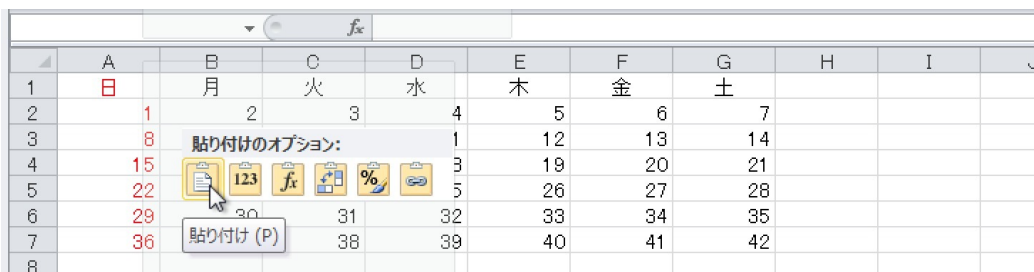 fx
A B C D E F G H I J
1 日 月 火 水 木 金 土
2 1 2 3 4 5 6 7
3 8 1 12 13 14
貼り付けのオプション:
4 15 8 19 20 21
123 fx %
5 22 5 26 27 28
6 29 30 31 32 33 34 35
貼り付け (P)
7 36 38 39 40 41 42
8